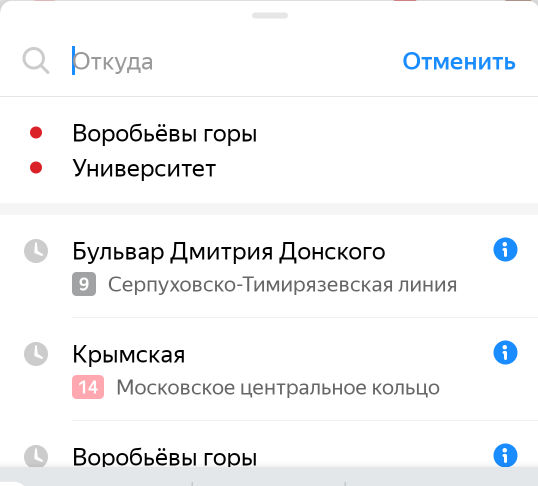 Откуда
Отменить
Воробьёвы горы
Университет
Бульвар Дмитрия Донского
9 Серпуховско-Тимирязевская линия
Крымская
14 Московское центральное кольцо
Воробьёвы горы